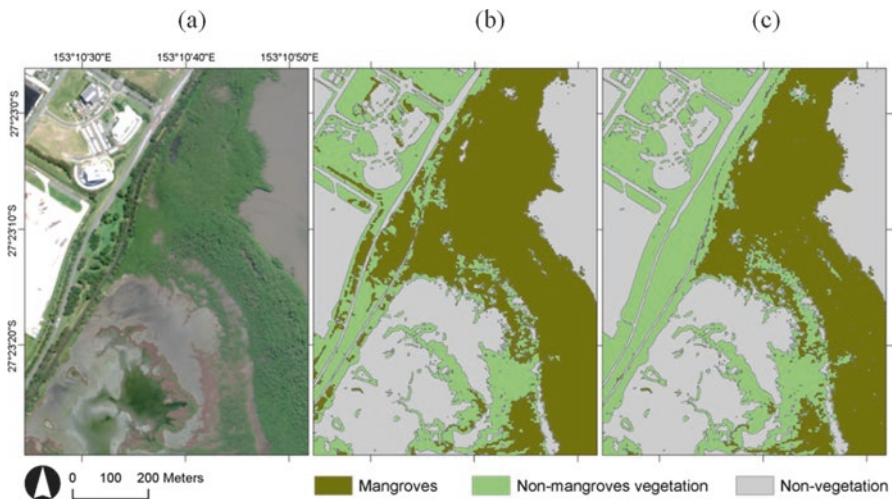 (a) (b) (c)
153°10'30"E 153°10'40"E 153°10'50"E
27°23'0"S
27°23'10"S
27°23'20"S
0 100 200 Meters
Mangroves Non-mangroves vegetation Non-vegetation